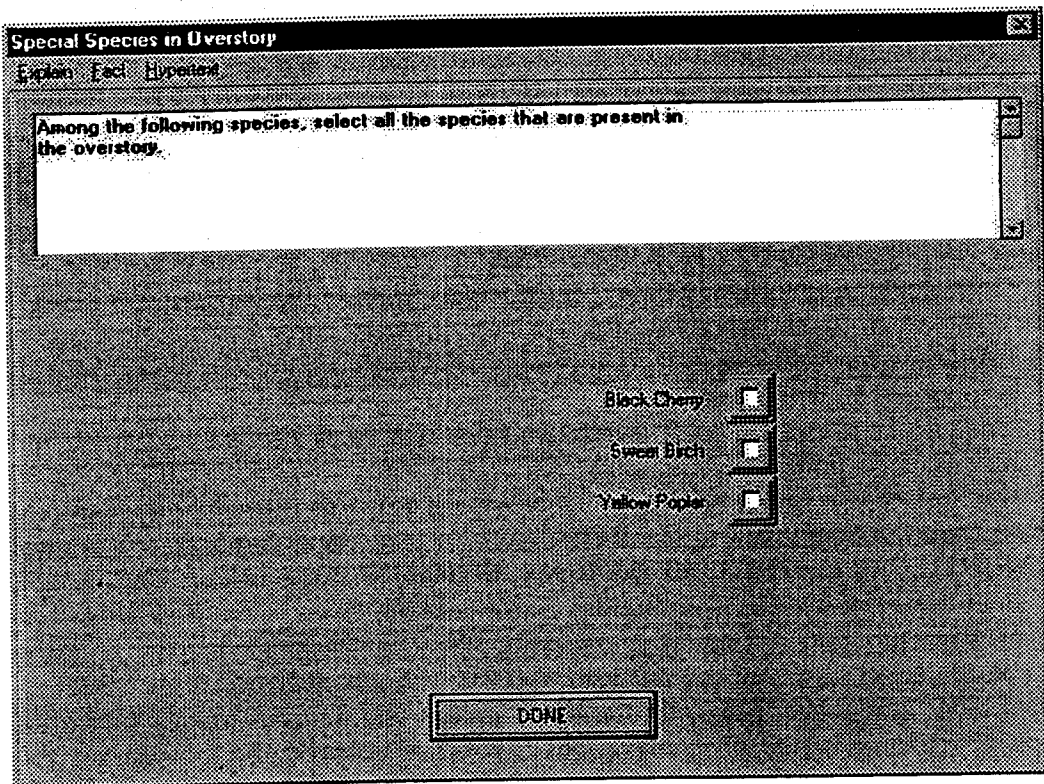 Special Species in Overstory
Explain Fact Hypertext
Among the following species, select all the species that are present in
the overstory.
Black Cherry
Sweet Birch
Yellow Poplar
DONE